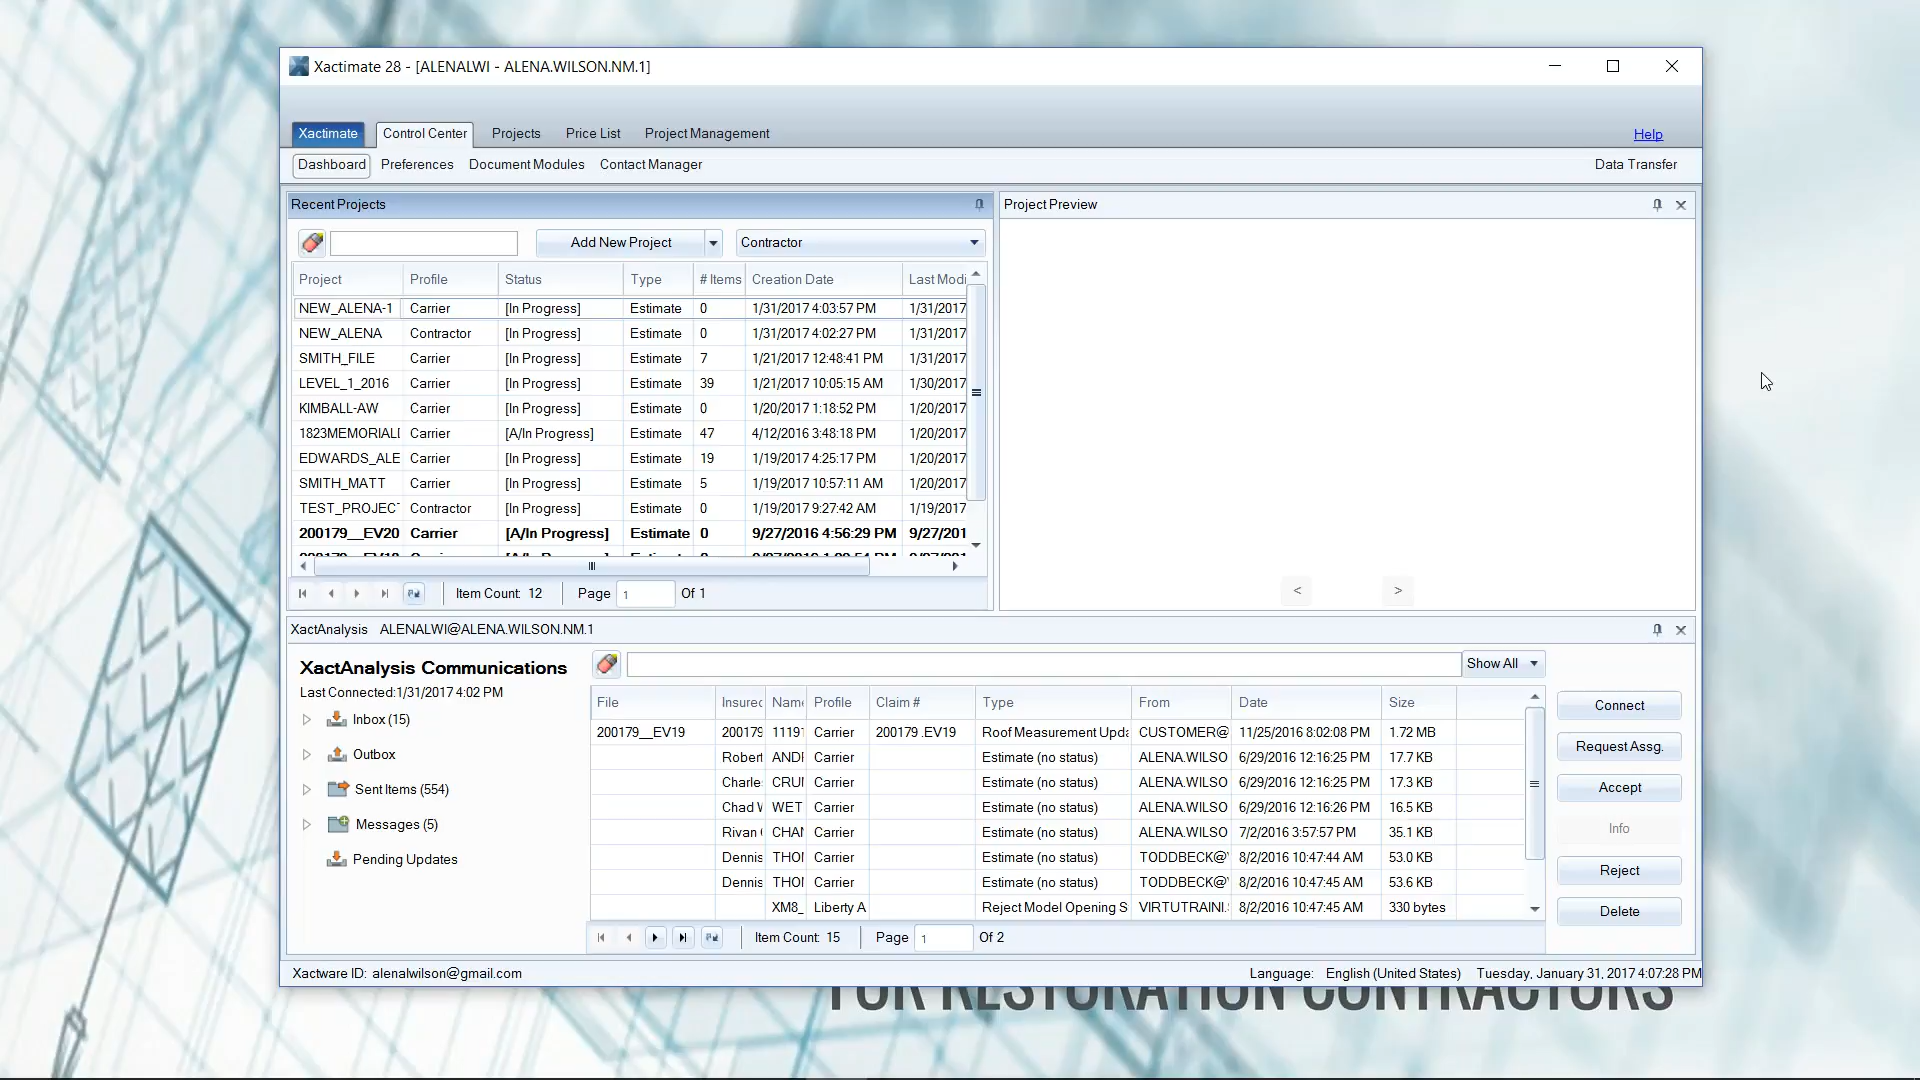 Xactimate 28 - [ALENALWI - ALENA.WILSON.NM.1]
Xactimate Control Center Projects Price List Project Management Help
Dashboard Preferences Document Modules Contact Manager Data Transfer
Recent Projects
Project Preview
Add New Project Contractor
Project Profile Status Type # Items Creation Date Last Modi
NEW_ALENA-1 Carrier [In Progress] Estimate 0 1/31/2017 4:03:57 PM 1/31/2017
NEW_ALENA Contractor [In Progress] Estimate 0 1/31/2017 4:02:27 PM 1/31/2017
SMITH_FILE Carrier [In Progress] Estimate 7 1/21/2017 12:48:41 PM 1/31/2017
LEVEL_1_2016 Carrier [In Progress] Estimate 39 1/21/2017 10:05:15 AM 1/30/2017
KIMBALL-AW Carrier [In Progress] Estimate 0 1/20/2017 1:18:52 PM 1/20/2017
1823MEMORIAL Carrier [A/In Progress] Estimate 47 4/12/2016 3:48:18 PM 1/20/2017
EDWARDS_ALE Carrier [In Progress] Estimate 19 1/19/2017 4:25:17 PM 1/20/2017
SMITH_MATT Carrier [In Progress] Estimate 5 1/19/2017 10:57:11 AM 1/20/2017
TEST_PROJEC Contractor [In Progress] Estimate 0 1/19/2017 9:27:42 AM 1/19/2017
200179__EV20 Carrier [A/In Progress] Estimate 0 9/27/2016 4:56:29 PM 9/27/201
Item Count: 12 Page 1 Of 1
< >
XactAnalysis ALENALWI@ALENA.WILSON.NM.1
XactAnalysis Communications
Last Connected:1/31/2017 4:02 PM
Inbox (15)
Outbox
Sent Items (554)
Messages (5)
Pending Updates
Show All
File Insured Name Profile Claim # Type From Date Size
200179__EV19 200179 1119 Carrier 200179.EV19 Roof Measurement Upda CUSTOMER@ 11/25/2016 8:02:08 PM 1.72 MB
Robert AND Carrier Estimate (no status) ALENA.WILSO 6/29/2016 12:16:25 PM 17.7 KB
Charle CRU Carrier Estimate (no status) ALENA.WILSO 6/29/2016 12:16:25 PM 17.3 KB
Chad WET Carrier Estimate (no status) ALENA.WILSO 6/29/2016 12:16:26 PM 16.5 KB
Rivan CHA Carrier Estimate (no status) ALENA.WILSO 7/2/2016 3:57:57 PM 35.1 KB
Dennis THO Carrier Estimate (no status) TODDBECK@ 8/2/2016 10:47:44 AM 53.0 KB
Dennis THO Carrier Estimate (no status) TODDBECK@ 8/2/2016 10:47:45 AM 53.6 KB
XM8_ Liberty A Reject Model Opening S VIRTUTRAINI. 8/2/2016 10:47:45 AM 330 bytes
Item Count: 15 Page 1 Of 2
Connect
Request Assg.
Accept
Info
Reject
Delete
Xactware ID: alenalwilson@gmail.com Language: English (United States) Tuesday, January 31, 2017 4:07:28 PM
FOR RESTORATION CONTRACTORS